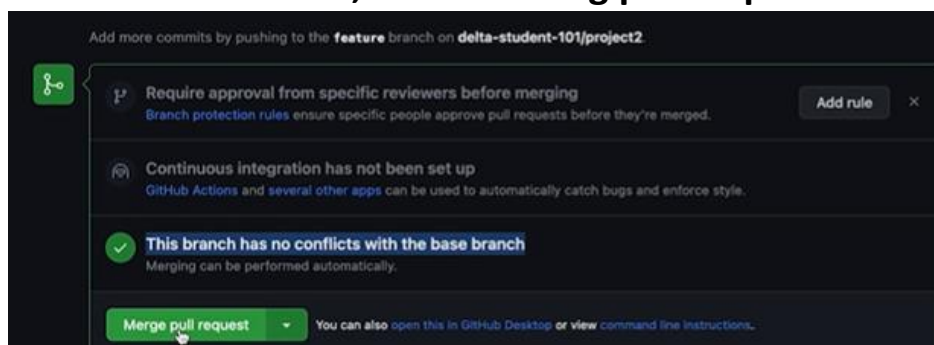 Add more commits by pushing to the feature branch on delta-student-101/project2.
Require approval from specific reviewers before merging
Branch protection rules ensure specific people approve pull requests before they're merged.
Add rule
Continuous integration has not been set up
GitHub Actions and several other apps can be used to automatically catch bugs and enforce style.
This branch has no conflicts with the base branch
Merging can be performed automatically.
Merge pull request
You can also open this in GitHub Desktop or view command line instructions.